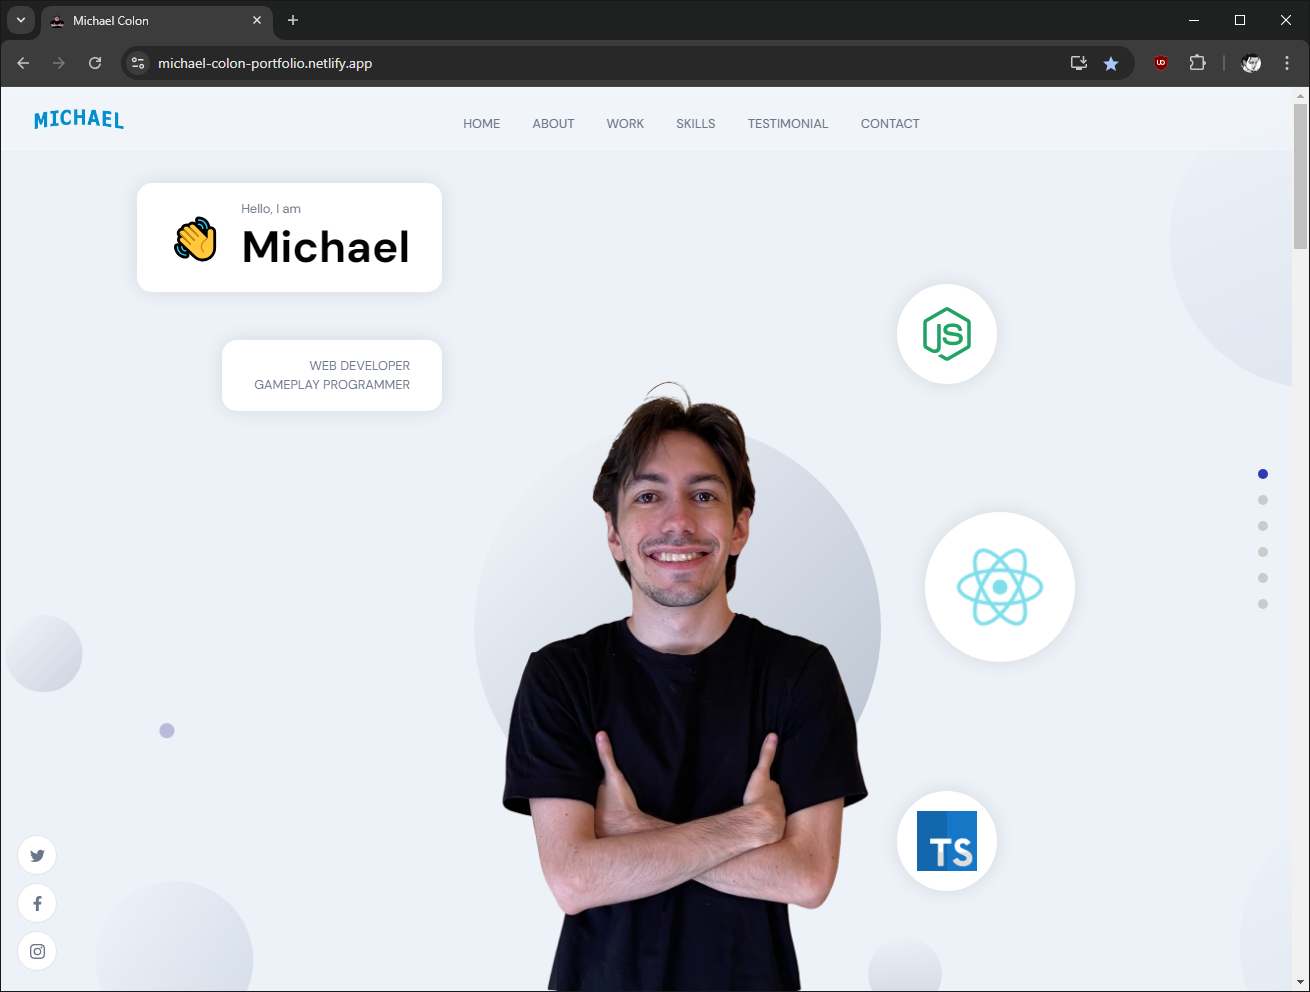 Michael Colon
michael-colon-portfolio.netlify.app
MICHAEL
HOME
ABOUT
WORK
SKILLS
TESTIMONIAL
CONTACT
Hello, I am
Michael
WEB DEVELOPER
GAMEPLAY PROGRAMMER
JS
TS